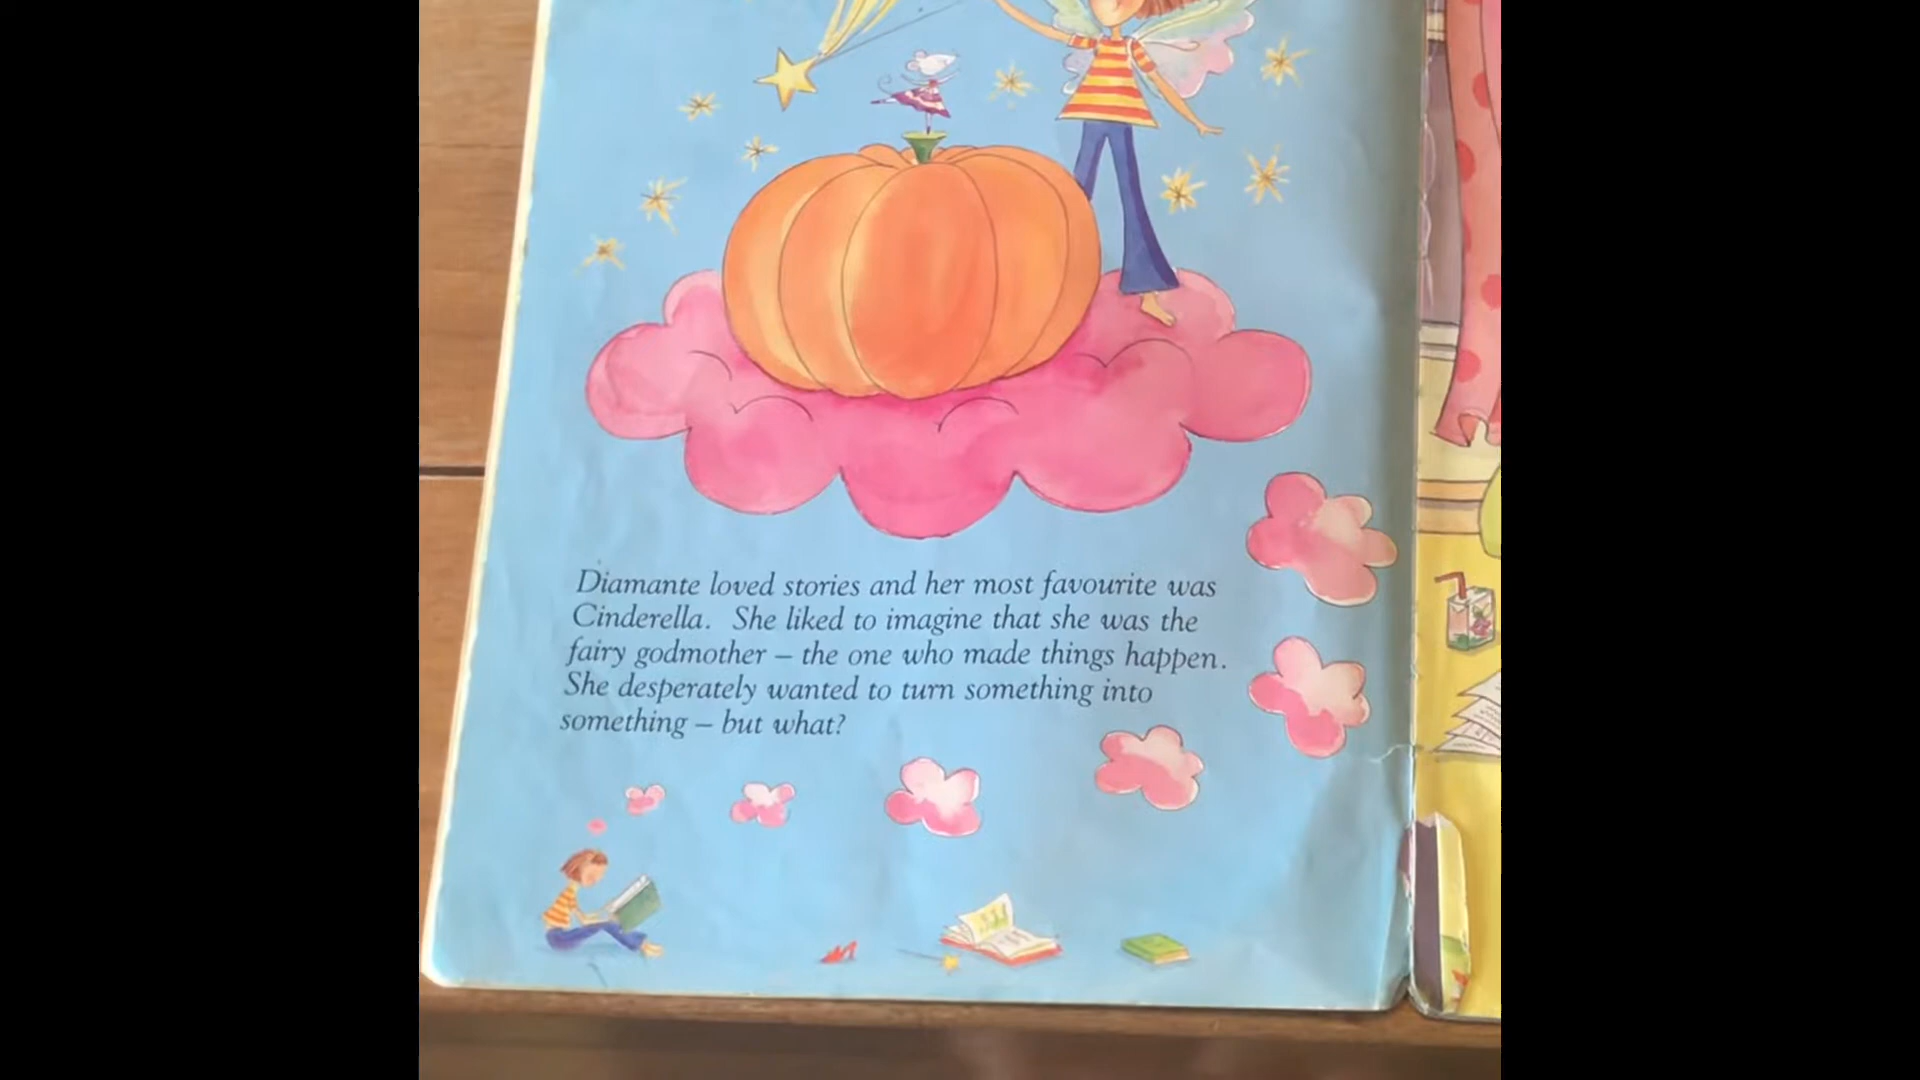 Diamante loved stories and her most favourite was
Cinderella. She liked to imagine that she was the
fairy godmother – the one who made things happen.
She desperately wanted to turn something into
something – but what?